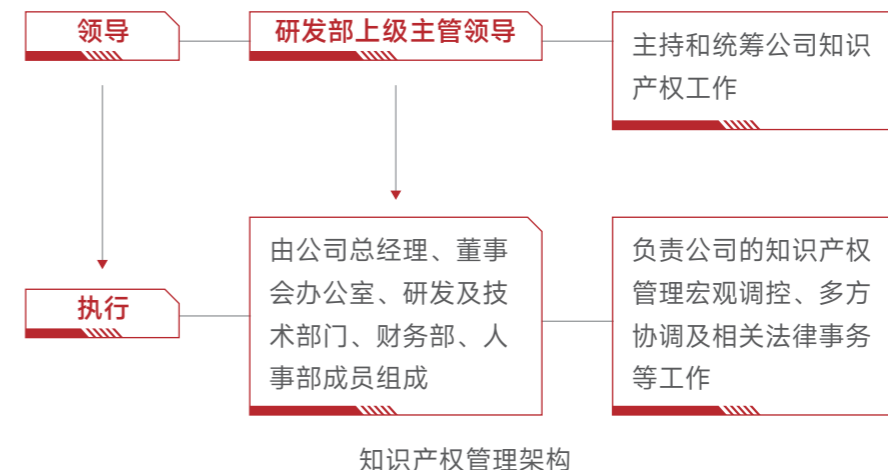 领导
研发部上级主管领导
主持和统筹公司知识
产权工作
执行
由公司总经理、董事
会办公室、研发及技
术部门、财务部、人
事部成员组成
负责公司的知识产权
管理宏观调控、多方
协调及相关法律事务
等工作
知识产权管理架构